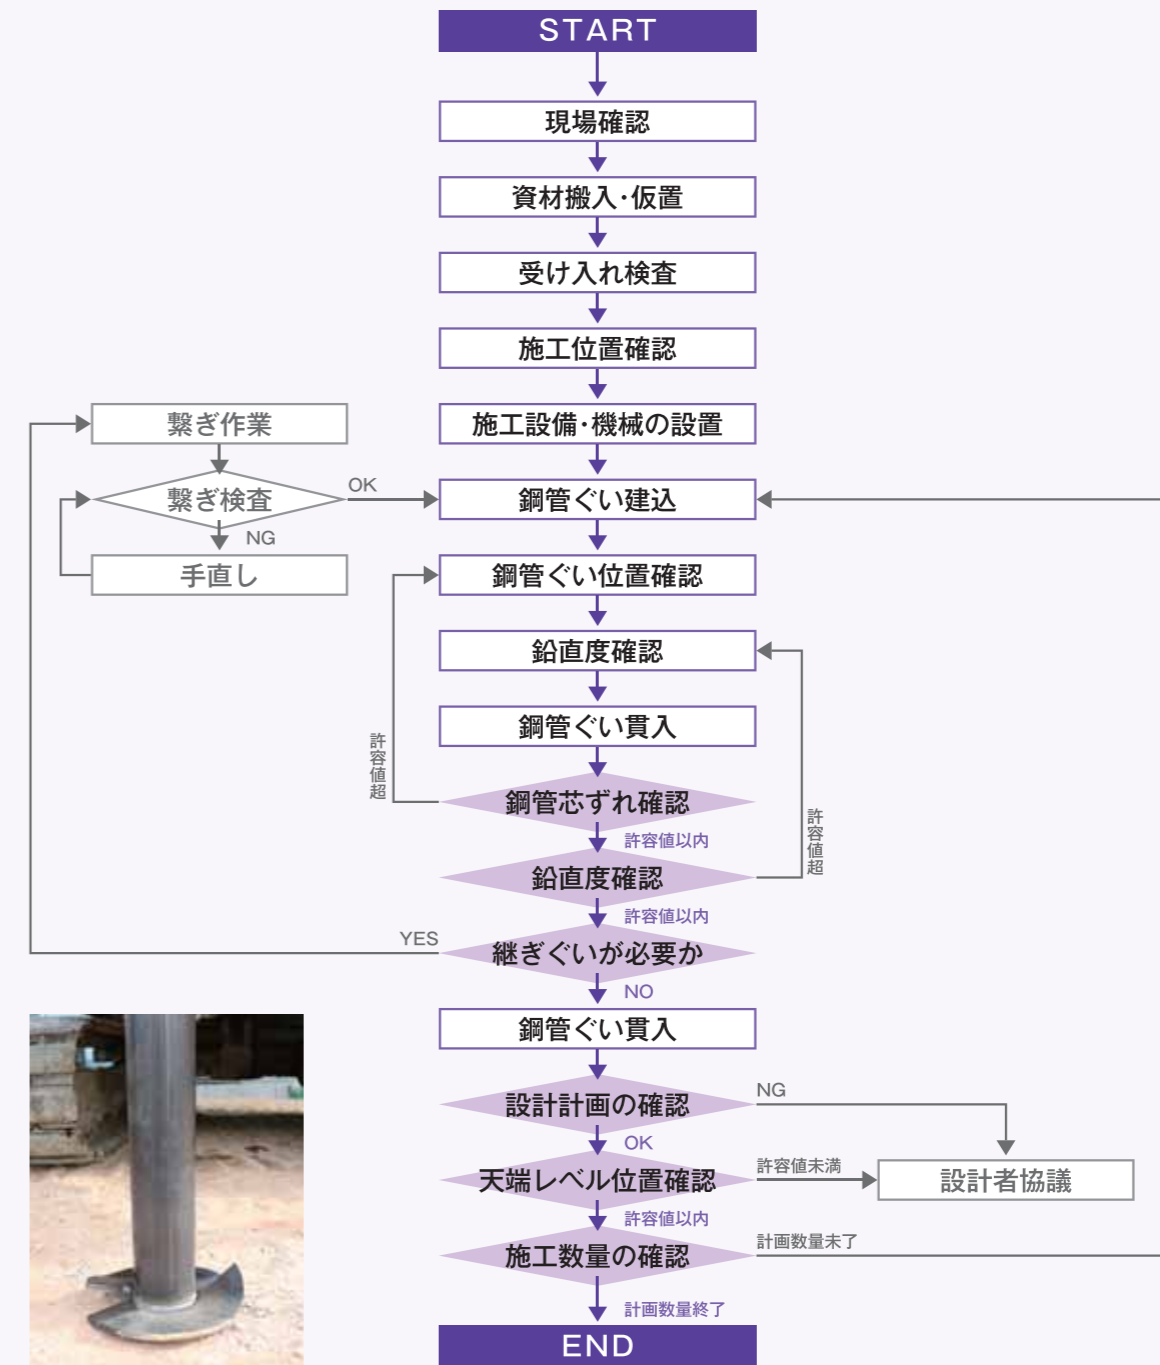 START
現場確認
資材搬入・仮置
受け入れ検査
施工位置確認
繋ぎ作業
施工設備・機械の設置
繋ぎ検査
OK
鋼管ぐい建込
NG
手直し
鋼管ぐい位置確認
鉛直度確認
鋼管ぐい貫入
許容値超
鋼管芯ずれ確認
許容値以内
許容値超
鉛直度確認
許容値以内
YES
継ぎぐいが必要か
NO
鋼管ぐい貫入
設計計画の確認
NG
OK
天端レベル位置確認
許容値未満
設計者協議
許容値以内
施工数量の確認
計画数量未了
計画数量終了
END